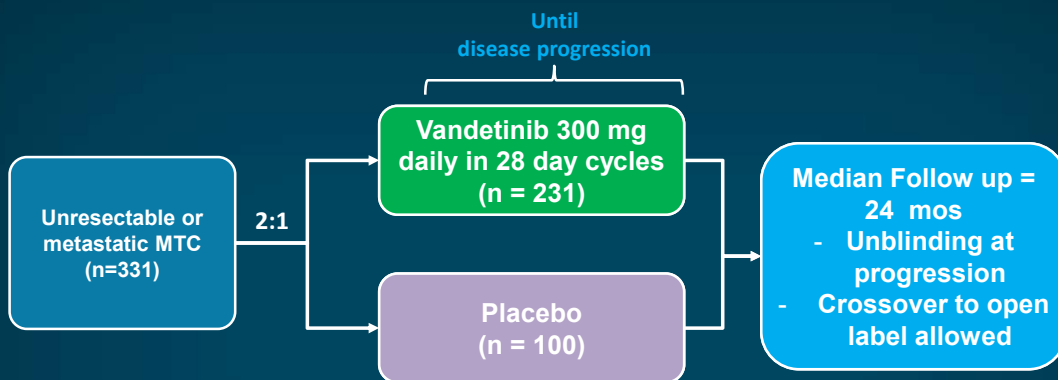 Until
disease progression
Unresectable or
metastatic MTC
(n=331)
2:1
Vandetinib 300 mg
daily in 28 day cycles
(n = 231)
Placebo
(n = 100)
Median Follow up =
24 mos
- Unblinding at
progression
- Crossover to open
label allowed